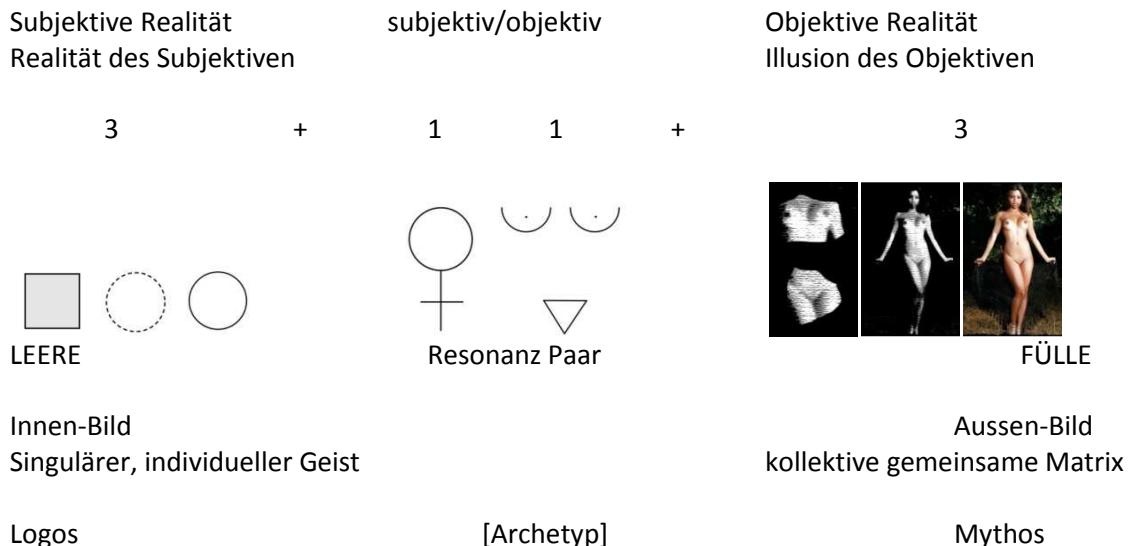 Subjektive Realität subjektiv/objektiv Objektive Realität
Realität des Subjektiven Illusion des Objektiven
3 + 1 1 + 3
LEERE Resonanz Paar FÜLLE
Innen-Bild Aussen-Bild
Singulärer, individueller Geist kollektive gemeinsame Matrix
Logos [Archetyp] Mythos